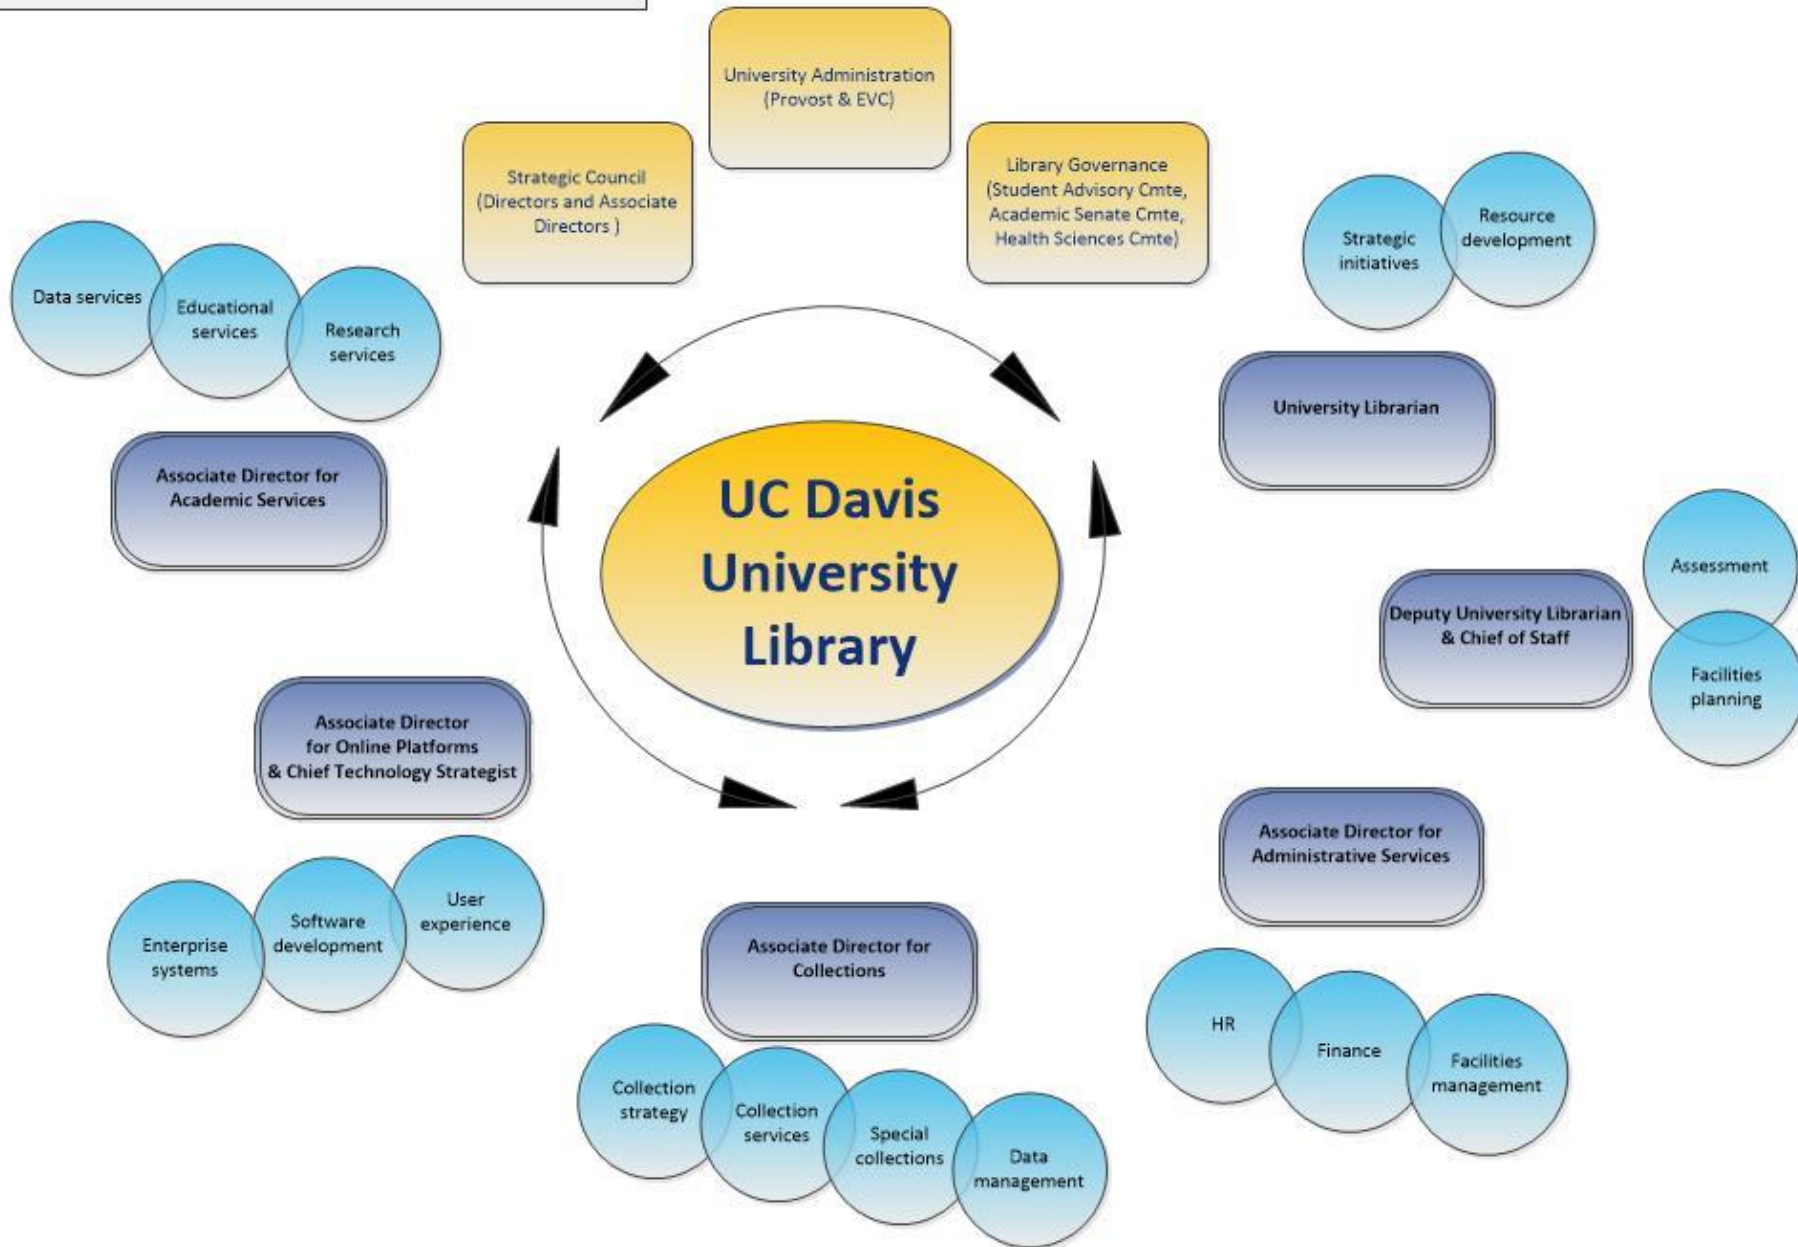 University Administration
(Provost & EVC)
Strategic Council
(Directors and Associate
Directors )
Library Governance
(Student Advisory Cmte,
Academic Senate Cmte,
Health Sciences Cmte)
Strategic
initiatives
Resource
development
University Librarian
Data services
Educational
services
Research
services
Associate Director for
Academic Services
UC Davis
University
Library
Assessment
Facilities
planning
Deputy University Librarian
& Chief of Staff
Associate Director
for Online Platforms
& Chief Technology Strategist
Enterprise
systems
Software
development
User
experience
Associate Director for
Administrative Services
HR
Finance
Facilities
management
Associate Director for
Collections
Collection
strategy
Collection
services
Special
collections
Data
management